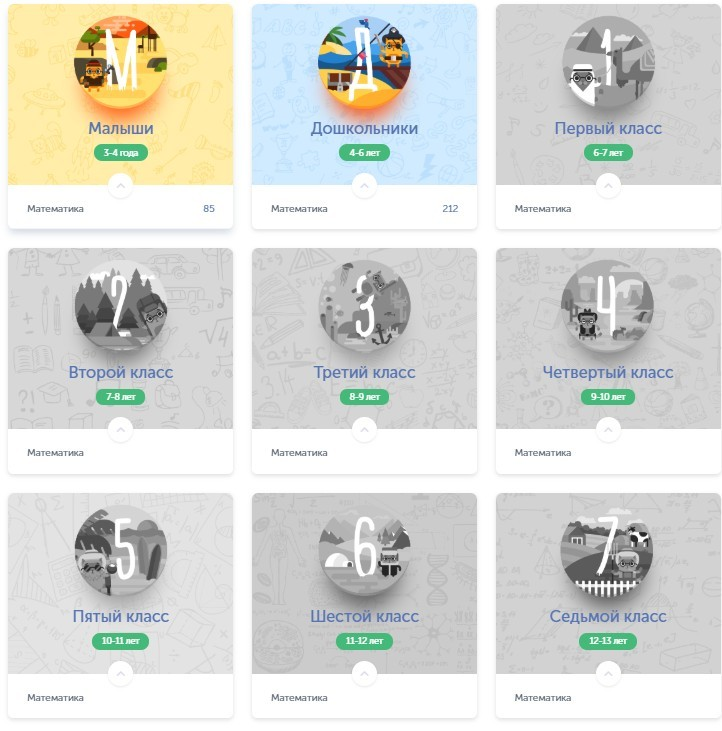 М
Малыши
3-4 года
Математика 85
Д
Дошкольники
4-6 лет
Математика 212
1
Первый класс
6-7 лет
Математика
2
Второй класс
7-8 лет
Математика
3
Третий класс
8-9 лет
Математика
4
Четвертый класс
9-10 лет
Математика
5
Пятый класс
10-11 лет
Математика
6
Шестой класс
11-12 лет
Математика
7
Седьмой класс
12-13 лет
Математика